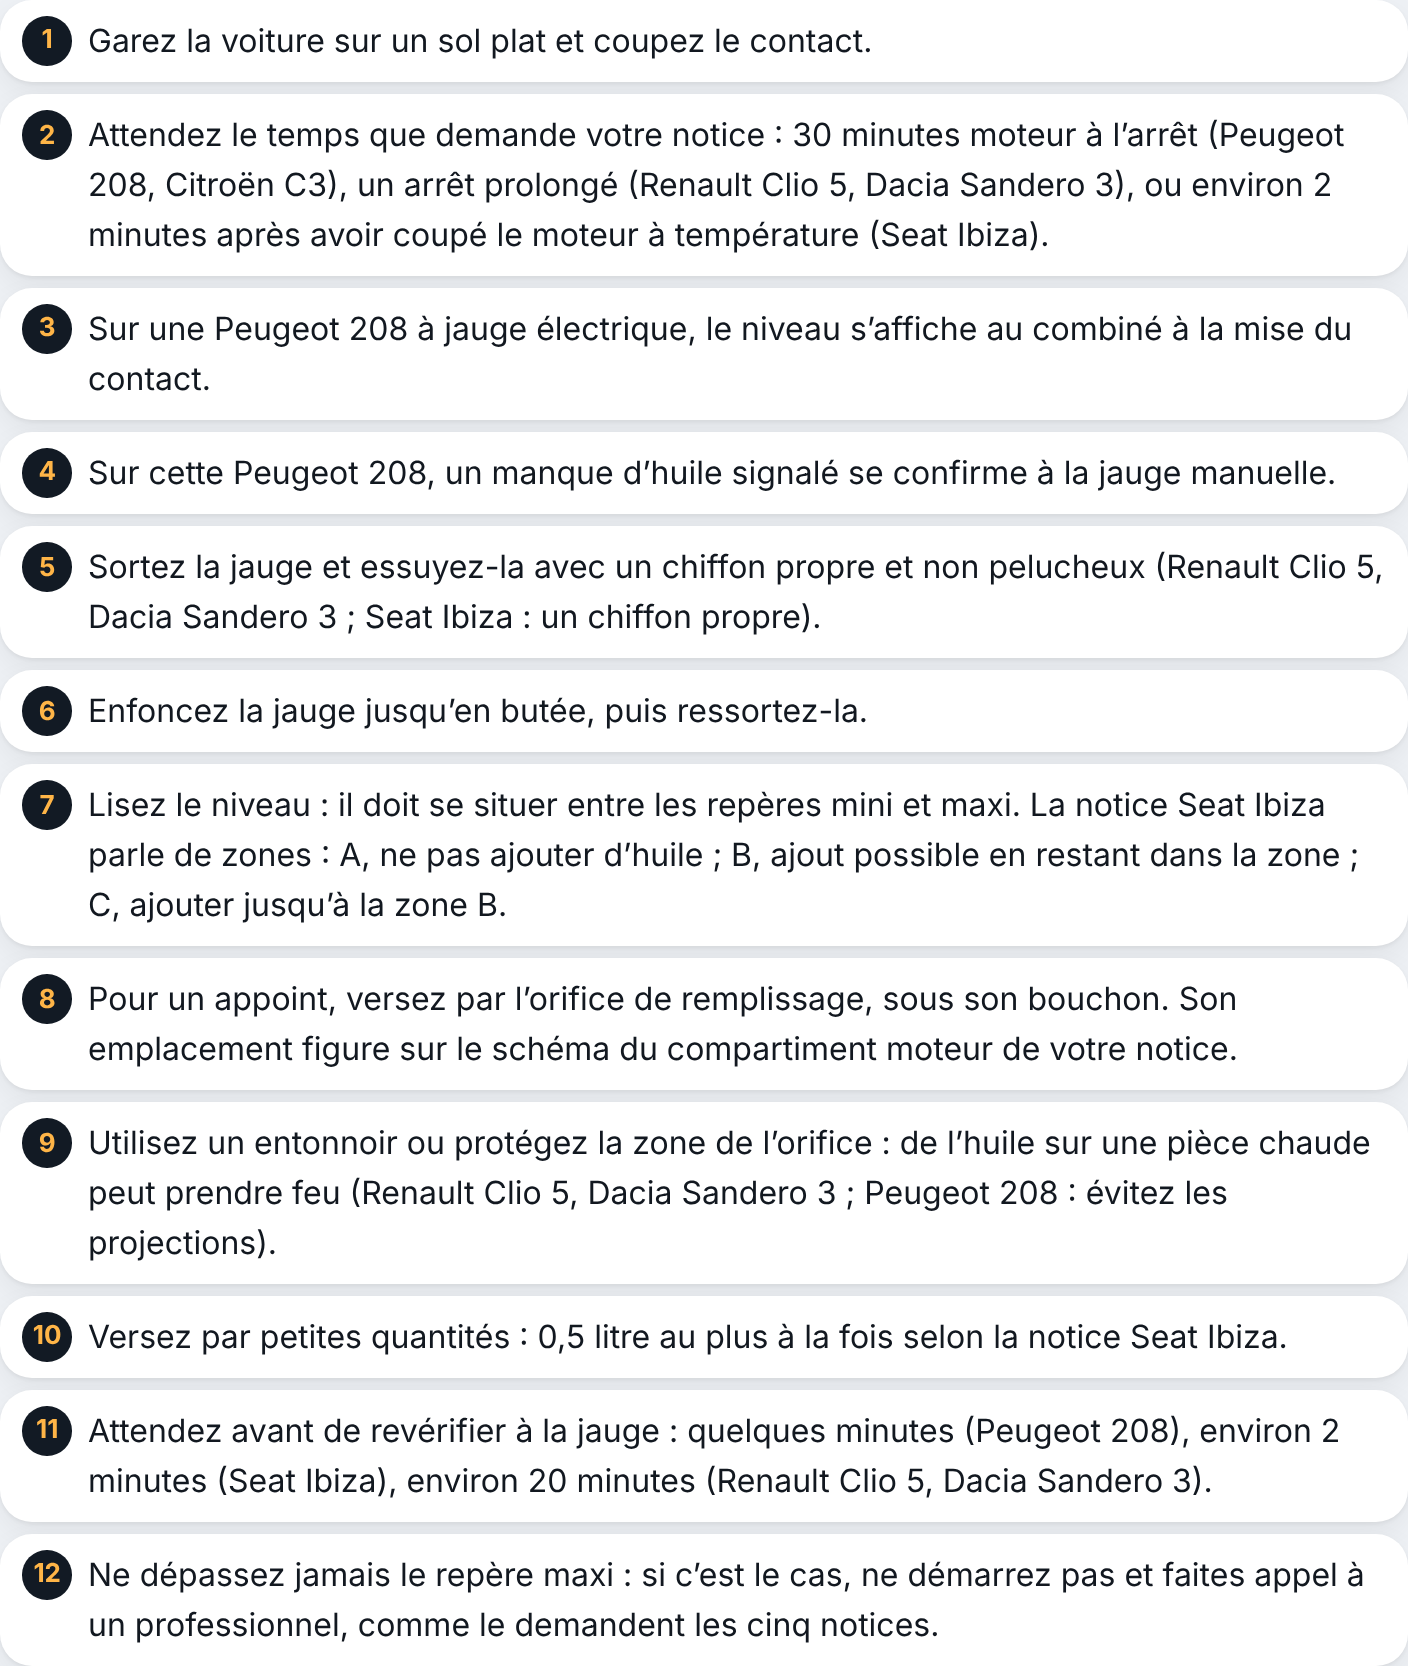 1 Garez la voiture sur un sol plat et coupez le contact.
2 Attendez le temps que demande votre notice : 30 minutes moteur à l’arrêt (Peugeot
208, Citroën C3), un arrêt prolongé (Renault Clio 5, Dacia Sandero 3), ou environ 2
minutes après avoir coupé le moteur à température (Seat Ibiza).
3 Sur une Peugeot 208 à jauge électrique, le niveau s’affiche au combiné à la mise du
contact.
4 Sur cette Peugeot 208, un manque d’huile signalé se confirme à la jauge manuelle.
5 Sortez la jauge et essuyez-la avec un chiffon propre et non pelucheux (Renault Clio 5,
Dacia Sandero 3 ; Seat Ibiza : un chiffon propre).
6 Enfoncez la jauge jusqu’en butée, puis ressortez-la.
7 Lisez le niveau : il doit se situer entre les repères mini et maxi. La notice Seat Ibiza
parle de zones : A, ne pas ajouter d’huile ; B, ajout possible en restant dans la zone ;
C, ajouter jusqu’à la zone B.
8 Pour un appoint, versez par l’orifice de remplissage, sous son bouchon. Son
emplacement figure sur le schéma du compartiment moteur de votre notice.
9 Utilisez un entonnoir ou protégez la zone de l’orifice : de l’huile sur une pièce chaude
peut prendre feu (Renault Clio 5, Dacia Sandero 3 ; Peugeot 208 : évitez les
projections).
10 Versez par petites quantités : 0,5 litre au plus à la fois selon la notice Seat Ibiza.
11 Attendez avant de revérifier à la jauge : quelques minutes (Peugeot 208), environ 2
minutes (Seat Ibiza), environ 20 minutes (Renault Clio 5, Dacia Sandero 3).
12 Ne dépassez jamais le repère maxi : si c’est le cas, ne démarrez pas et faites appel à
un professionnel, comme le demandent les cinq notices.